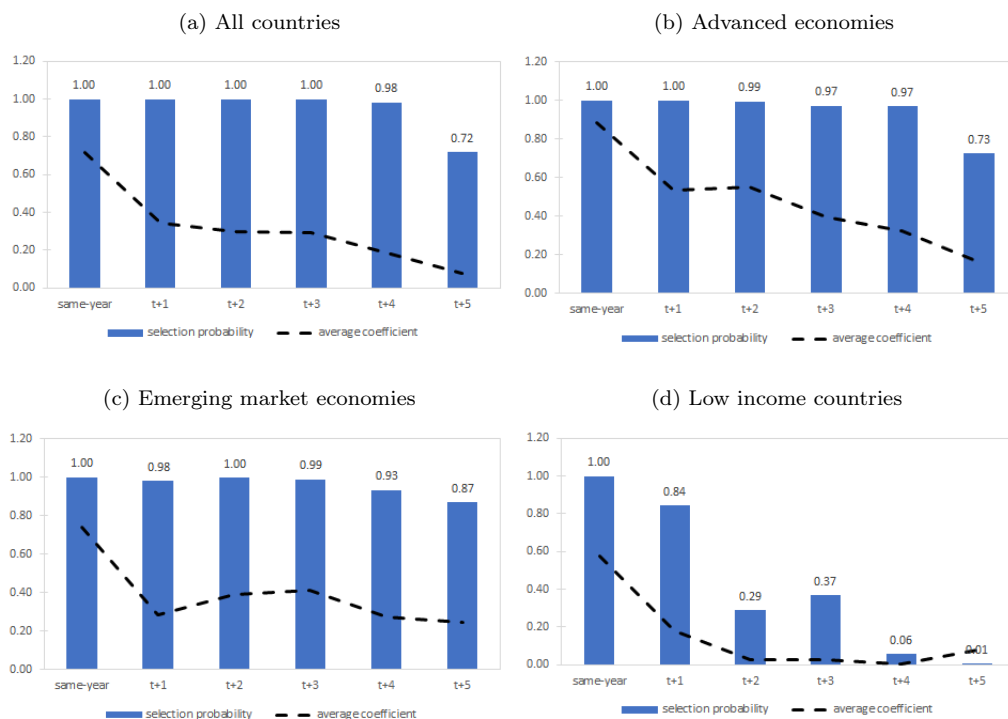 (a) All countries
1.20
1.00
0.80
0.60
0.40
0.20
0.00
1.00 1.00 1.00 1.00 0.98 0.72
same-year t+1 t+2 t+3 t+4 t+5
selection probability average coefficient
(b) Advanced economies
1.20
1.00
0.80
0.60
0.40
0.20
0.00
1.00 1.00 0.99 0.97 0.97 0.73
same-year t+1 t+2 t+3 t+4 t+5
selection probability average coefficient
(c) Emerging market economies
1.20
1.00
0.80
0.60
0.40
0.20
0.00
1.00 0.98 1.00 0.99 0.93 0.87
same-year t+1 t+2 t+3 t+4 t+5
selection probability average coefficient
(d) Low income countries
1.20
1.00
0.80
0.60
0.40
0.20
0.00
1.00 0.84 0.29 0.37 0.06 0.01
same-year t+1 t+2 t+3 t+4 t+5
selection probability average coefficient